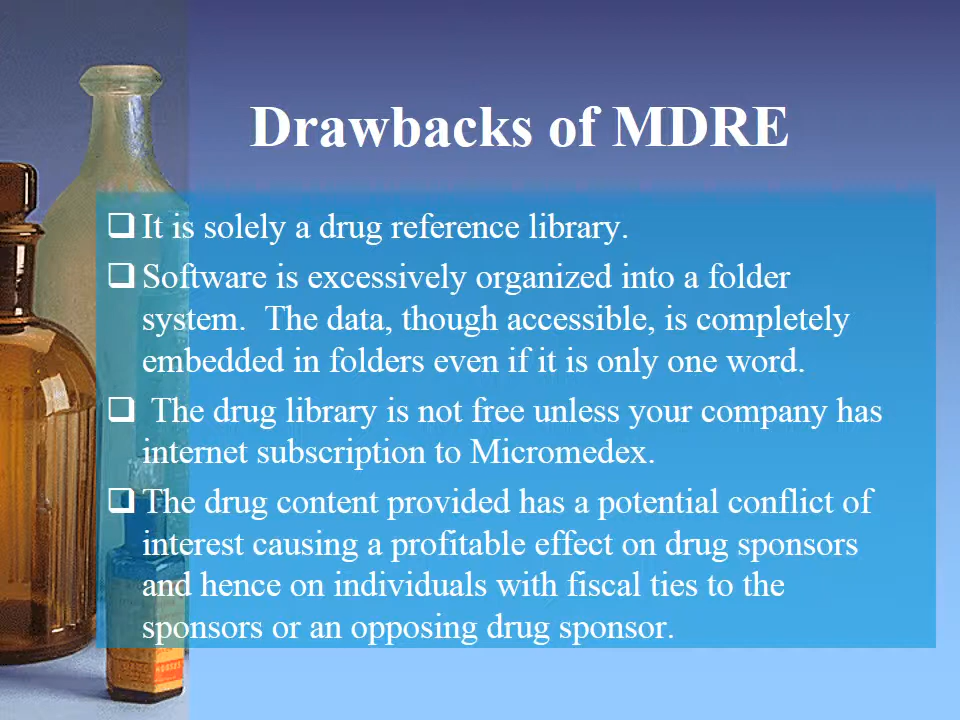 Drawbacks of MDRE
It is solely a drug reference library.
Software is excessively organized into a folder
system.  The data, though accessible, is completely
embedded in folders even if it is only one word.
The drug library is not free unless your company has
internet subscription to Micromedex.
The drug content provided has a potential conflict of
interest causing a profitable effect on drug sponsors
and hence on individuals with fiscal ties to the
sponsors or an opposing drug sponsor.